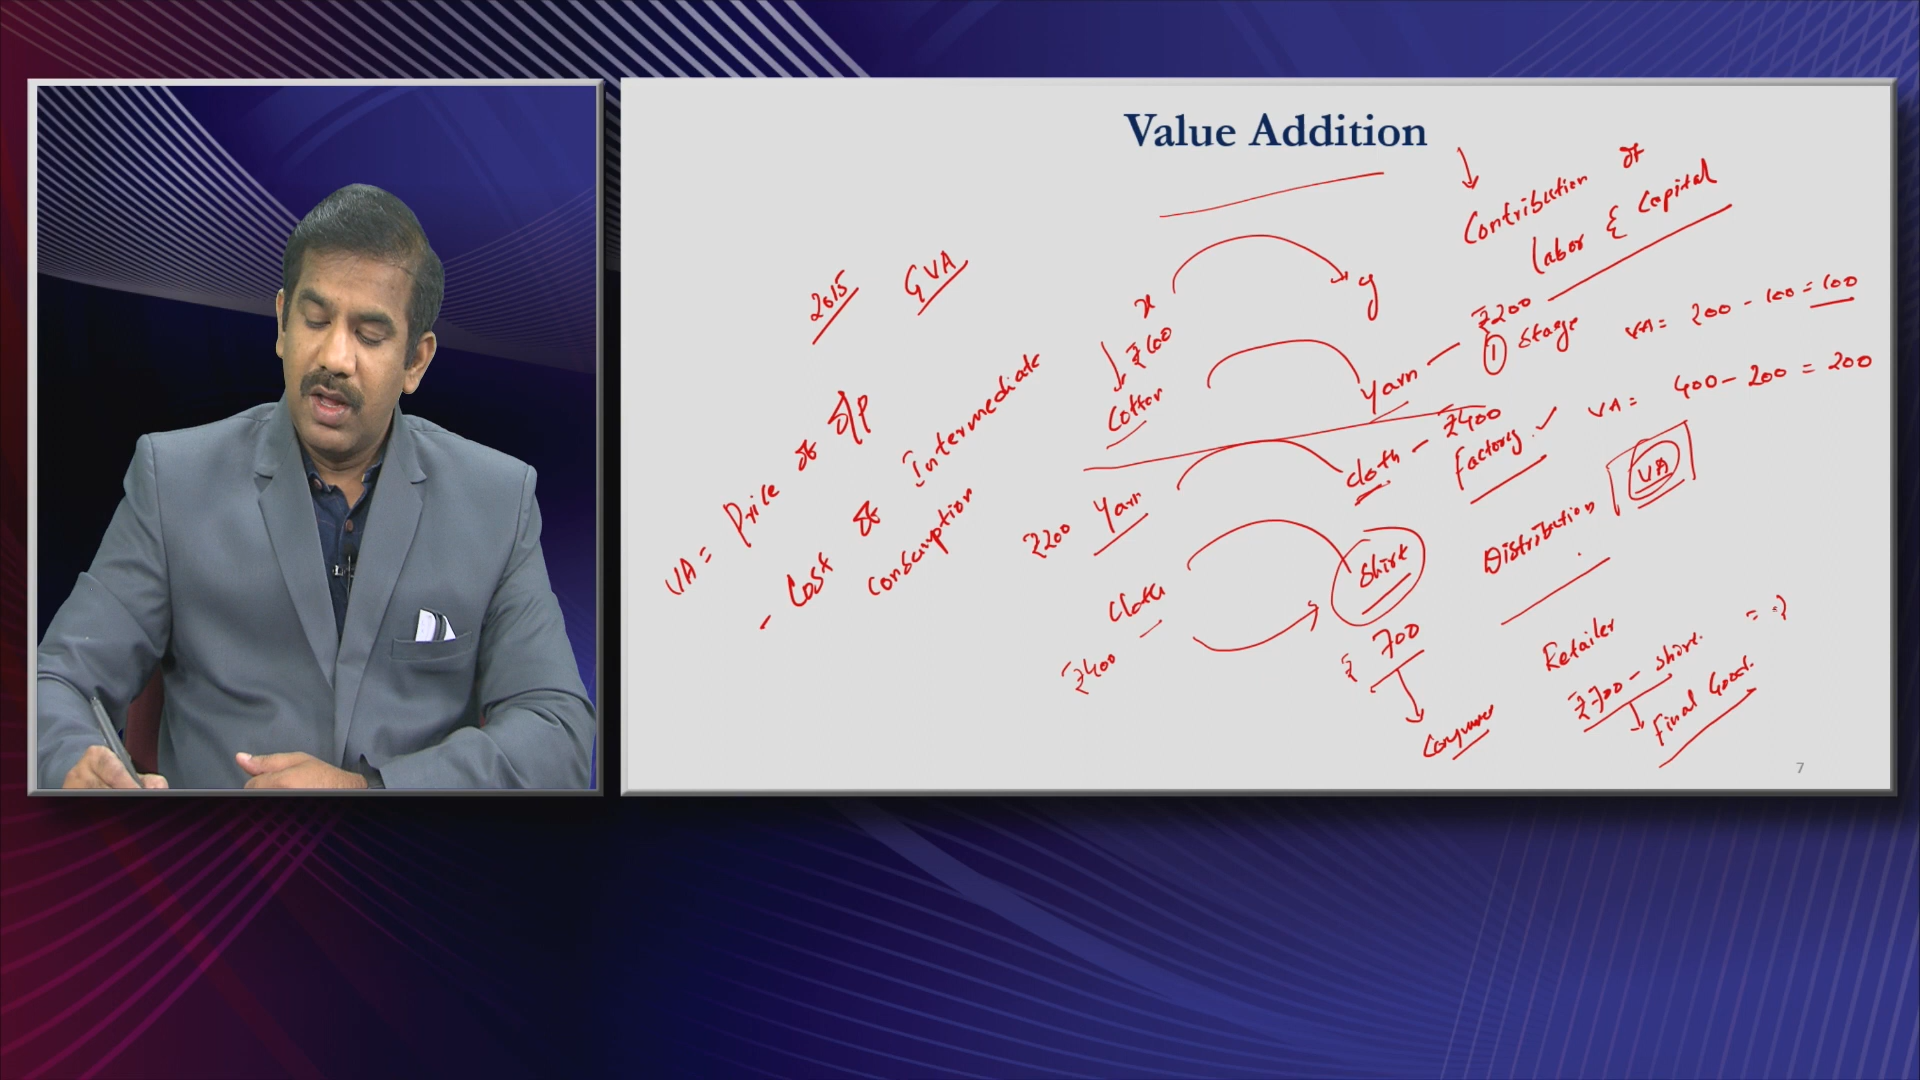 Value Addition
Contribution of
Labor & Capital
2015
GVA
x
y
₹100
Cotton
Yarn
₹200
① Stage
VA = 200 - 100 = 100
VA = Price of O/P
- Cost of Intermediate
consumption
₹200 Yarn
Cloth - ₹400
Factory ✓
VA = 400 - 200 = 200
Cloth
₹400
Shirt
₹ 700
Consumer
Distribution
VA
Retailer
₹700 - Shirt. = ?
Final Good.
7